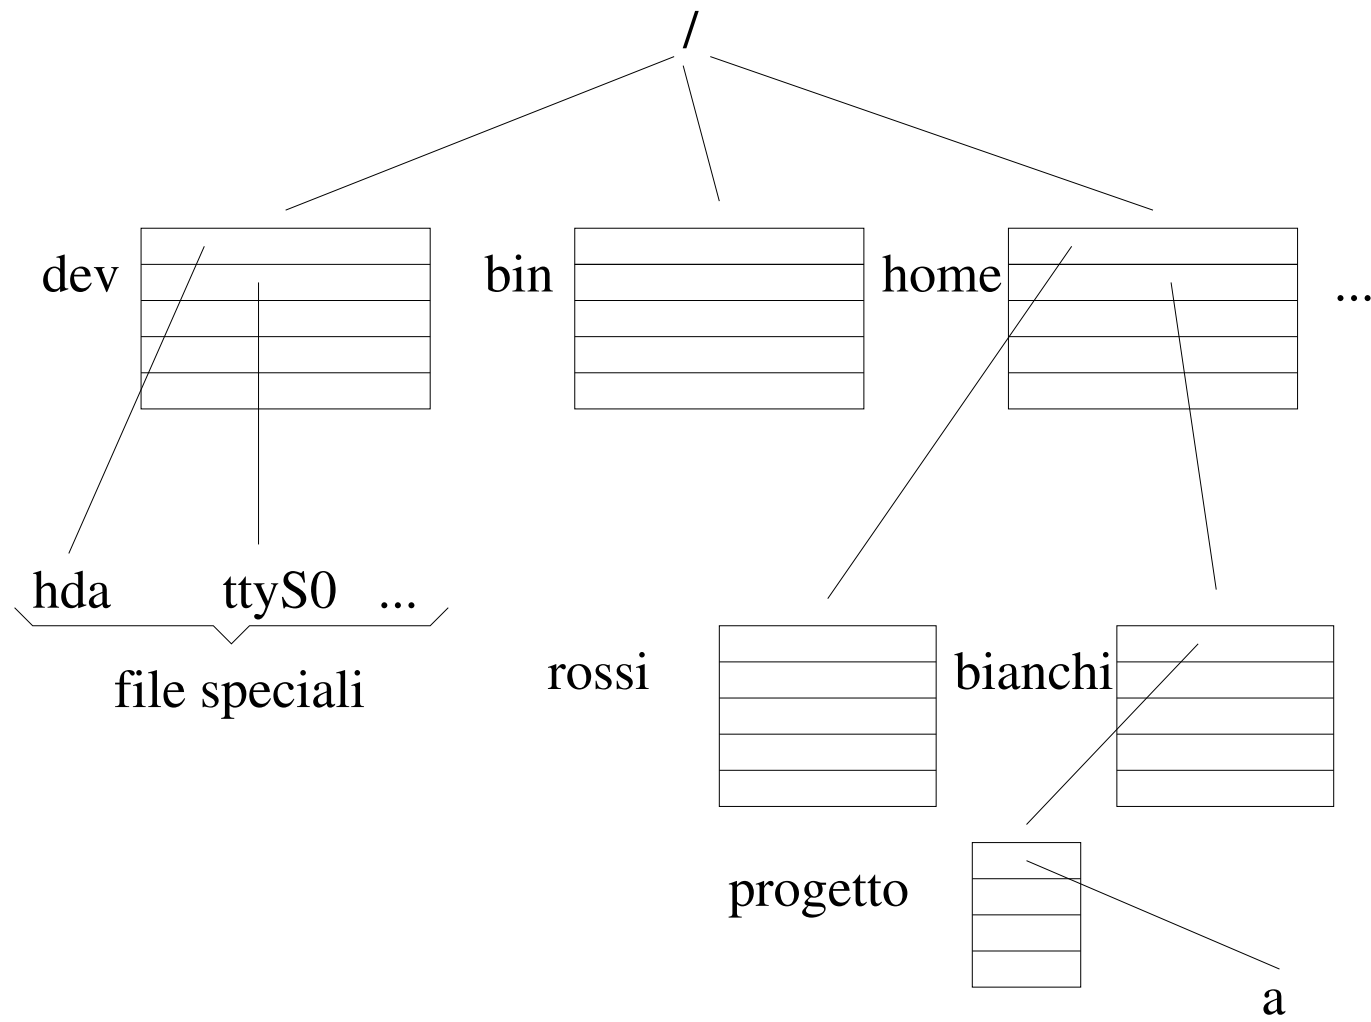 /
dev bin home ...
hda ttyS0 ...
file speciali
rossi bianchi
progetto
a